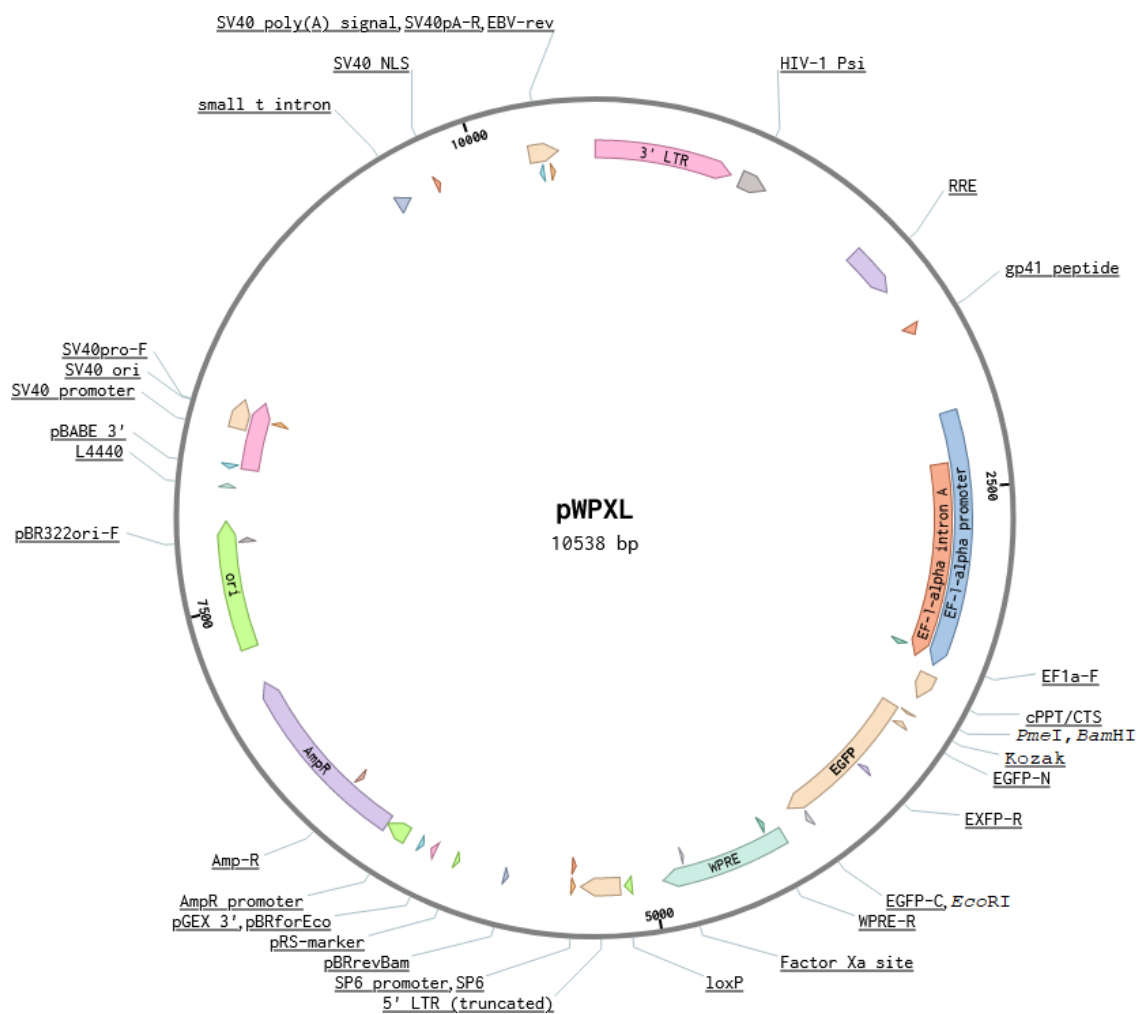 SV40 poly(A) signal, SV40pA-R, EBV-rev
SV40 NLS
small t intron
10000
HIV-1 Psi
3' LTR
RRE
gp41 peptide
SV40pro-F
SV40 ori
SV40 promoter
pBABE 3'
L4440
pBR322ori-F
pWPXL
10538 bp
2500
EF-1-alpha intron A
EF-1-alpha promoter
ori
7500
EF1a-F
cPPT/CTS
PmeI, BamHI
Kozak
EGFP-N
EXFP-R
EGFP
AmpR
WPRE
5000
Amp-R
AmpR promoter
pGEX 3', pBRforEco
pRS-marker
pBRrevBam
SP6 promoter, SP6
5' LTR (truncated)
EGFP-C, EcoRI
WPRE-R
Factor Xa site
loxP